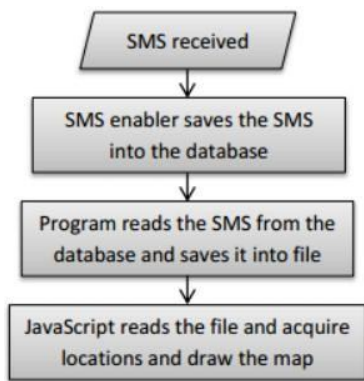 SMS received
SMS enabler saves the SMS
into the database
Program reads the SMS from the
database and saves it into file
JavaScript reads the file and acquire
locations and draw the map